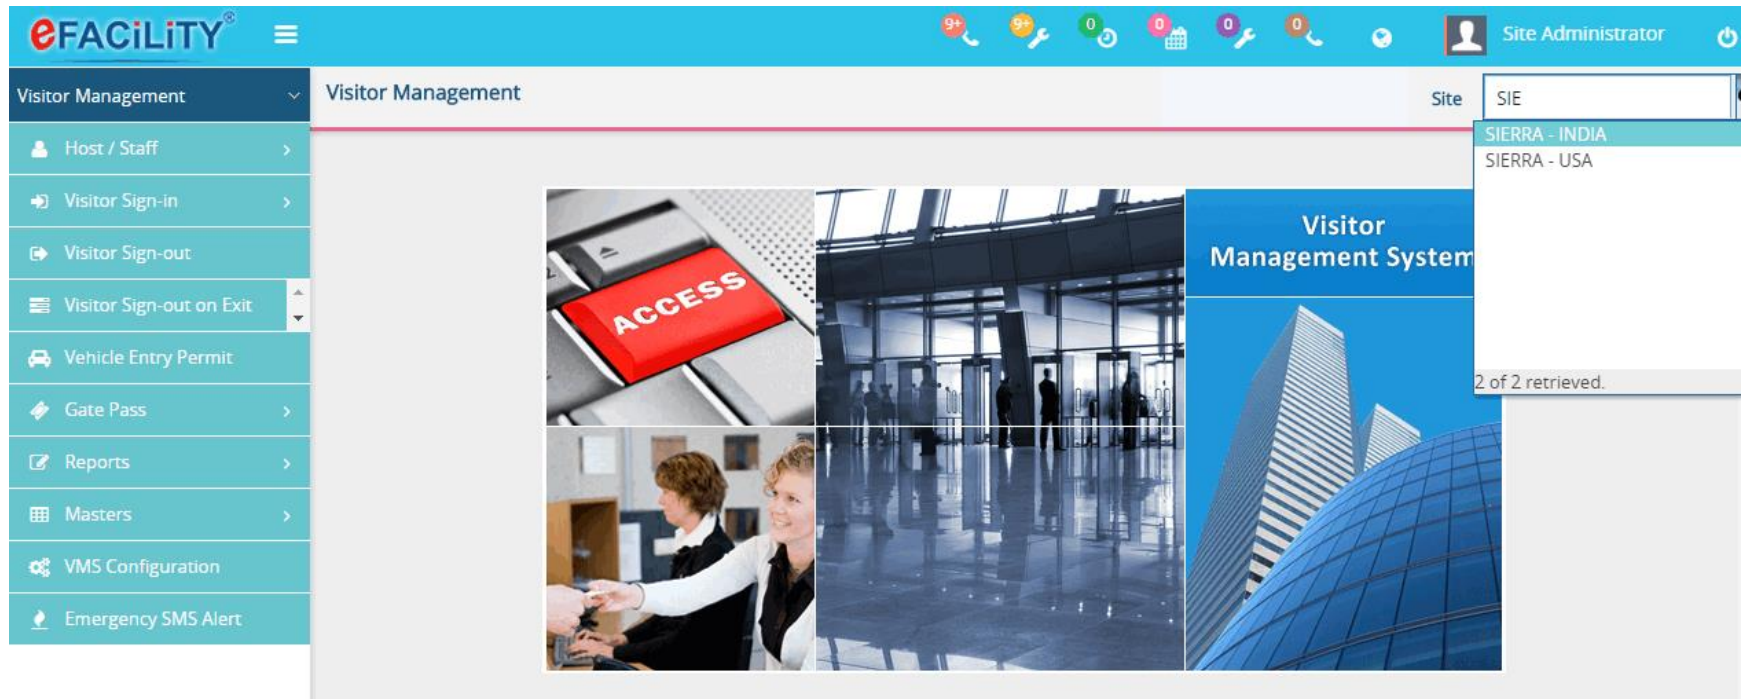 eFACiLiTY®
9+
9+
0
0
0
0
Site Administrator
Visitor Management
Visitor Management
Site
SIE
SIERRA - INDIA
SIERRA - USA
2 of 2 retrieved.
Host / Staff
Visitor Sign-in
Visitor Sign-out
Visitor Sign-out on Exit
Vehicle Entry Permit
Gate Pass
Reports
Masters
VMS Configuration
Emergency SMS Alert
ACCESS
Visitor
Management System